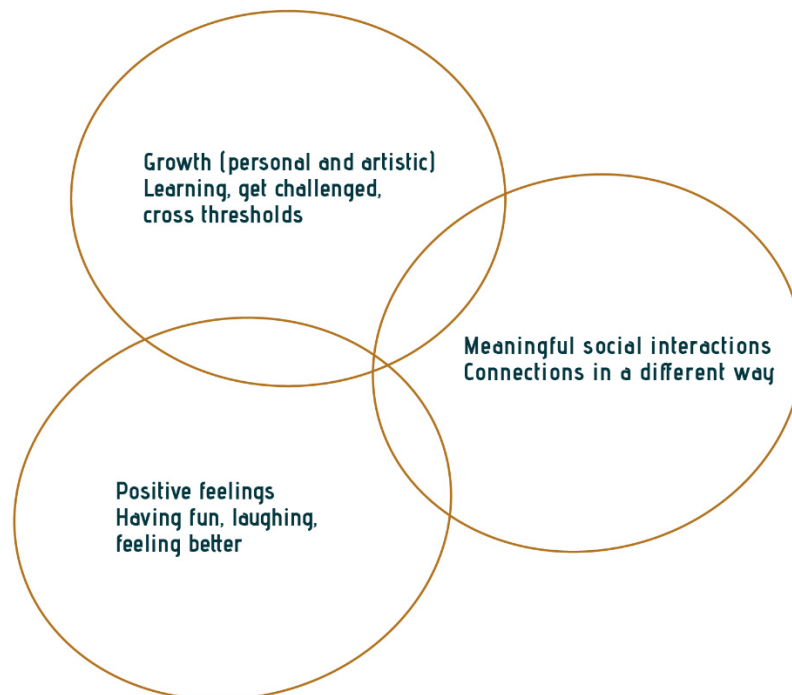 Growth (personal and artistic)
Learning, get challenged,
cross thresholds
Meaningful social interactions
Connections in a different way
Positive feelings
Having fun, laughing,
feeling better